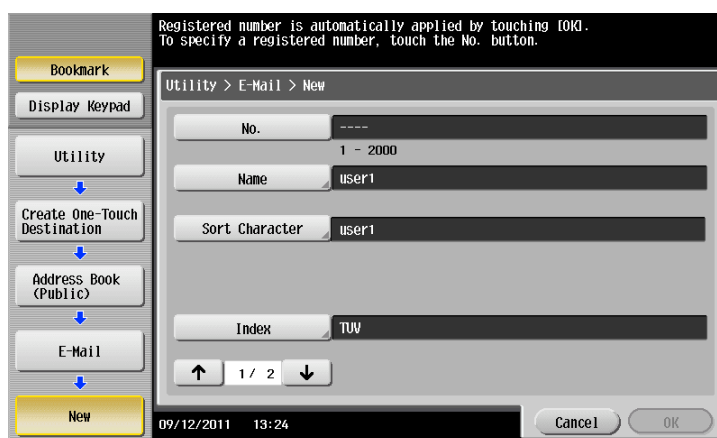 Registered number is automatically applied by touching [OK].
To specify a registered number, touch the No. button.
Bookmark
Display Keypad
Utility
Create One-Touch
Destination
Address Book
(Public)
E-Mail
New
Utility > E-Mail > New
No.
----
1 - 2000
Name
user1
Sort Character
user1
Index
TUV
↑ 1/ 2 ↓
09/12/2011 13:24
Cancel
OK